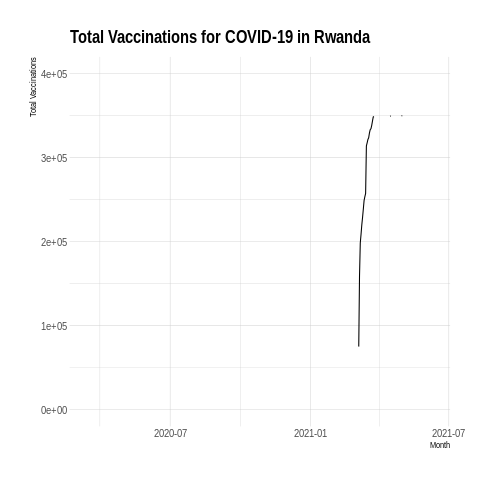 Total Vaccinations for COVID-19 in Rwanda
Total Vaccinations
4e+05
3e+05
2e+05
1e+05
0e+00
2020-07
2021-01
2021-07
Month